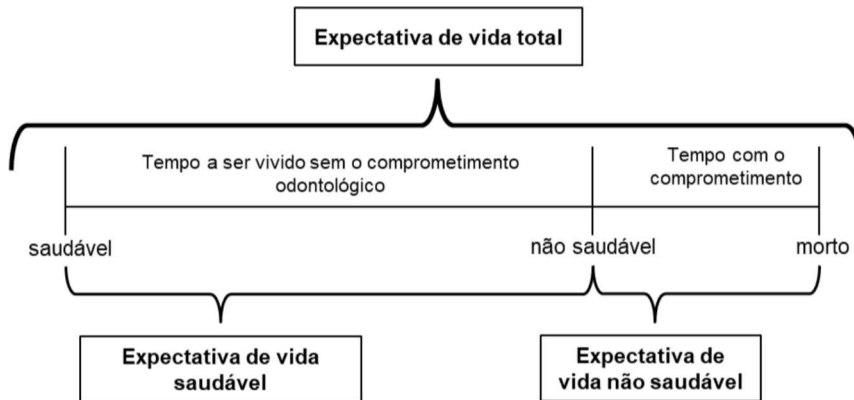 Expectativa de vida total
Tempo a ser vivido sem o comprometimento
odontológico
Tempo com o
comprometimento
saudável
não saudável
morto
Expectativa de vida
saudável
Expectativa de
vida não saudável